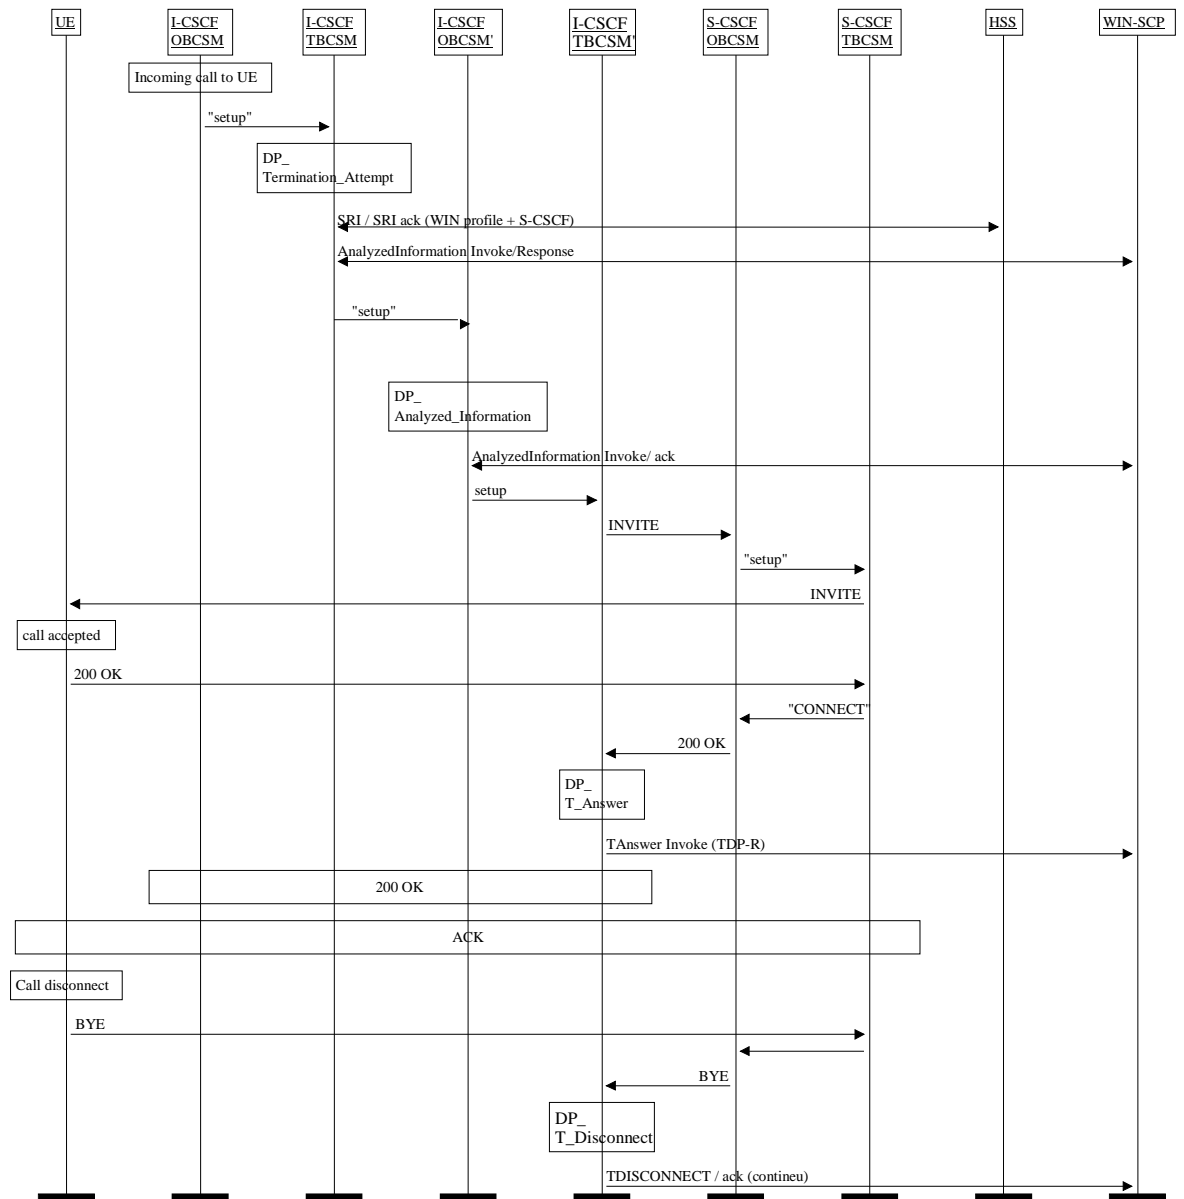 UE
I-CSCF
OBCSM
I-CSCF
TBCSM
I-CSCF
OBCSM'
I-CSCF
TBCSM'
S-CSCF
OBCSM
S-CSCF
TBCSM
HSS
WIN-SCP
Incoming call to UE
"setup"
DP_
Termination_Attempt
SRI / SRI ack (WIN profile + S-CSCF)
AnalyzedInformation Invoke/Response
"setup"
DP_
Analyzed_Information
AnalyzedInformation Invoke/ ack
setup
INVITE
"setup"
INVITE
call accepted
200 OK
"CONNECT"
200 OK
DP_
T_Answer
TAnswer Invoke (TDP-R)
200 OK
ACK
Call disconnect
BYE
BYE
DP_
T_Disconnect
TDISCONNECT / ack (contineu)